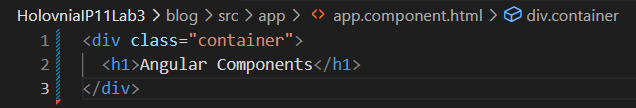 HolovniaIP11Lab3 > blog > src > app > app.component.html > div.container
1 <div class="container">
2   <h1>Angular Components</h1>
3 </div>